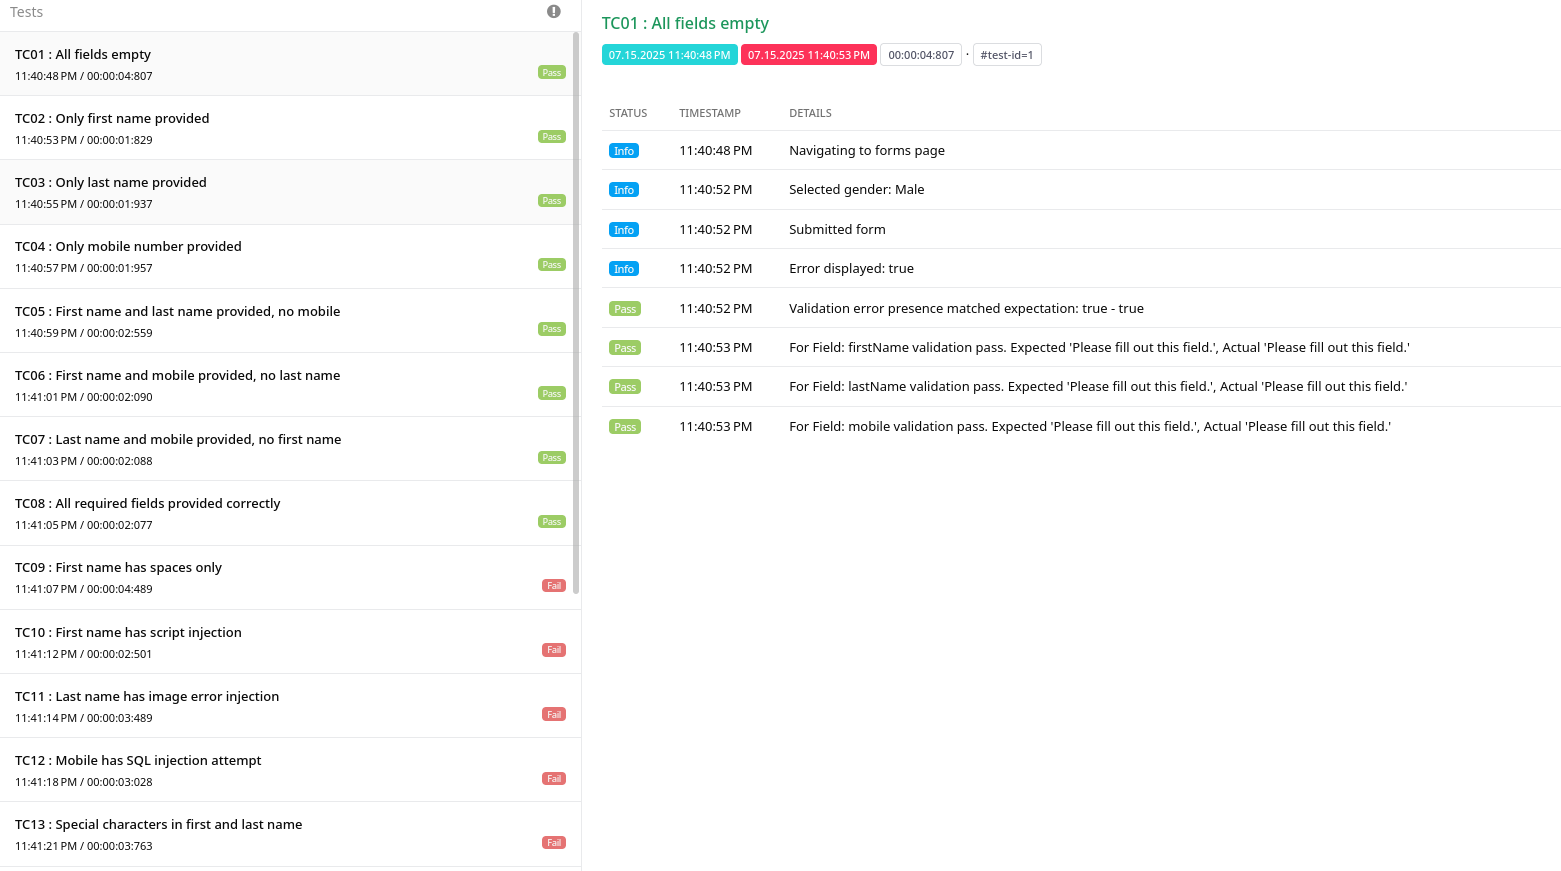 Tests
TC01 : All fields empty
11:40:48 PM / 00:00:04:807
Pass
TC02 : Only first name provided
11:40:53 PM / 00:00:01:829
Pass
TC03 : Only last name provided
11:40:55 PM / 00:00:01:937
Pass
TC04 : Only mobile number provided
11:40:57 PM / 00:00:01:957
Pass
TC05 : First name and last name provided, no mobile
11:40:59 PM / 00:00:02:559
Pass
TC06 : First name and mobile provided, no last name
11:41:01 PM / 00:00:02:090
Pass
TC07 : Last name and mobile provided, no first name
11:41:03 PM / 00:00:02:088
Pass
TC08 : All required fields provided correctly
11:41:05 PM / 00:00:02:077
Pass
TC09 : First name has spaces only
11:41:07 PM / 00:00:04:489
Fail
TC10 : First name has script injection
11:41:12 PM / 00:00:02:501
Fail
TC11 : Last name has image error injection
11:41:14 PM / 00:00:03:489
Fail
TC12 : Mobile has SQL injection attempt
11:41:18 PM / 00:00:03:028
Fail
TC13 : Special characters in first and last name
11:41:21 PM / 00:00:03:763
Fail
TC01 : All fields empty
07.15.2025 11:40:48 PM 07.15.2025 11:40:53 PM 00:00:04:807 · #test-id=1
STATUS TIMESTAMP DETAILS
Info 11:40:48 PM Navigating to forms page
Info 11:40:52 PM Selected gender: Male
Info 11:40:52 PM Submitted form
Info 11:40:52 PM Error displayed: true
Pass 11:40:52 PM Validation error presence matched expectation: true - true
Pass 11:40:53 PM For Field: firstName validation pass. Expected 'Please fill out this field.', Actual 'Please fill out this field.'
Pass 11:40:53 PM For Field: lastName validation pass. Expected 'Please fill out this field.', Actual 'Please fill out this field.'
Pass 11:40:53 PM For Field: mobile validation pass. Expected 'Please fill out this field.', Actual 'Please fill out this field.'